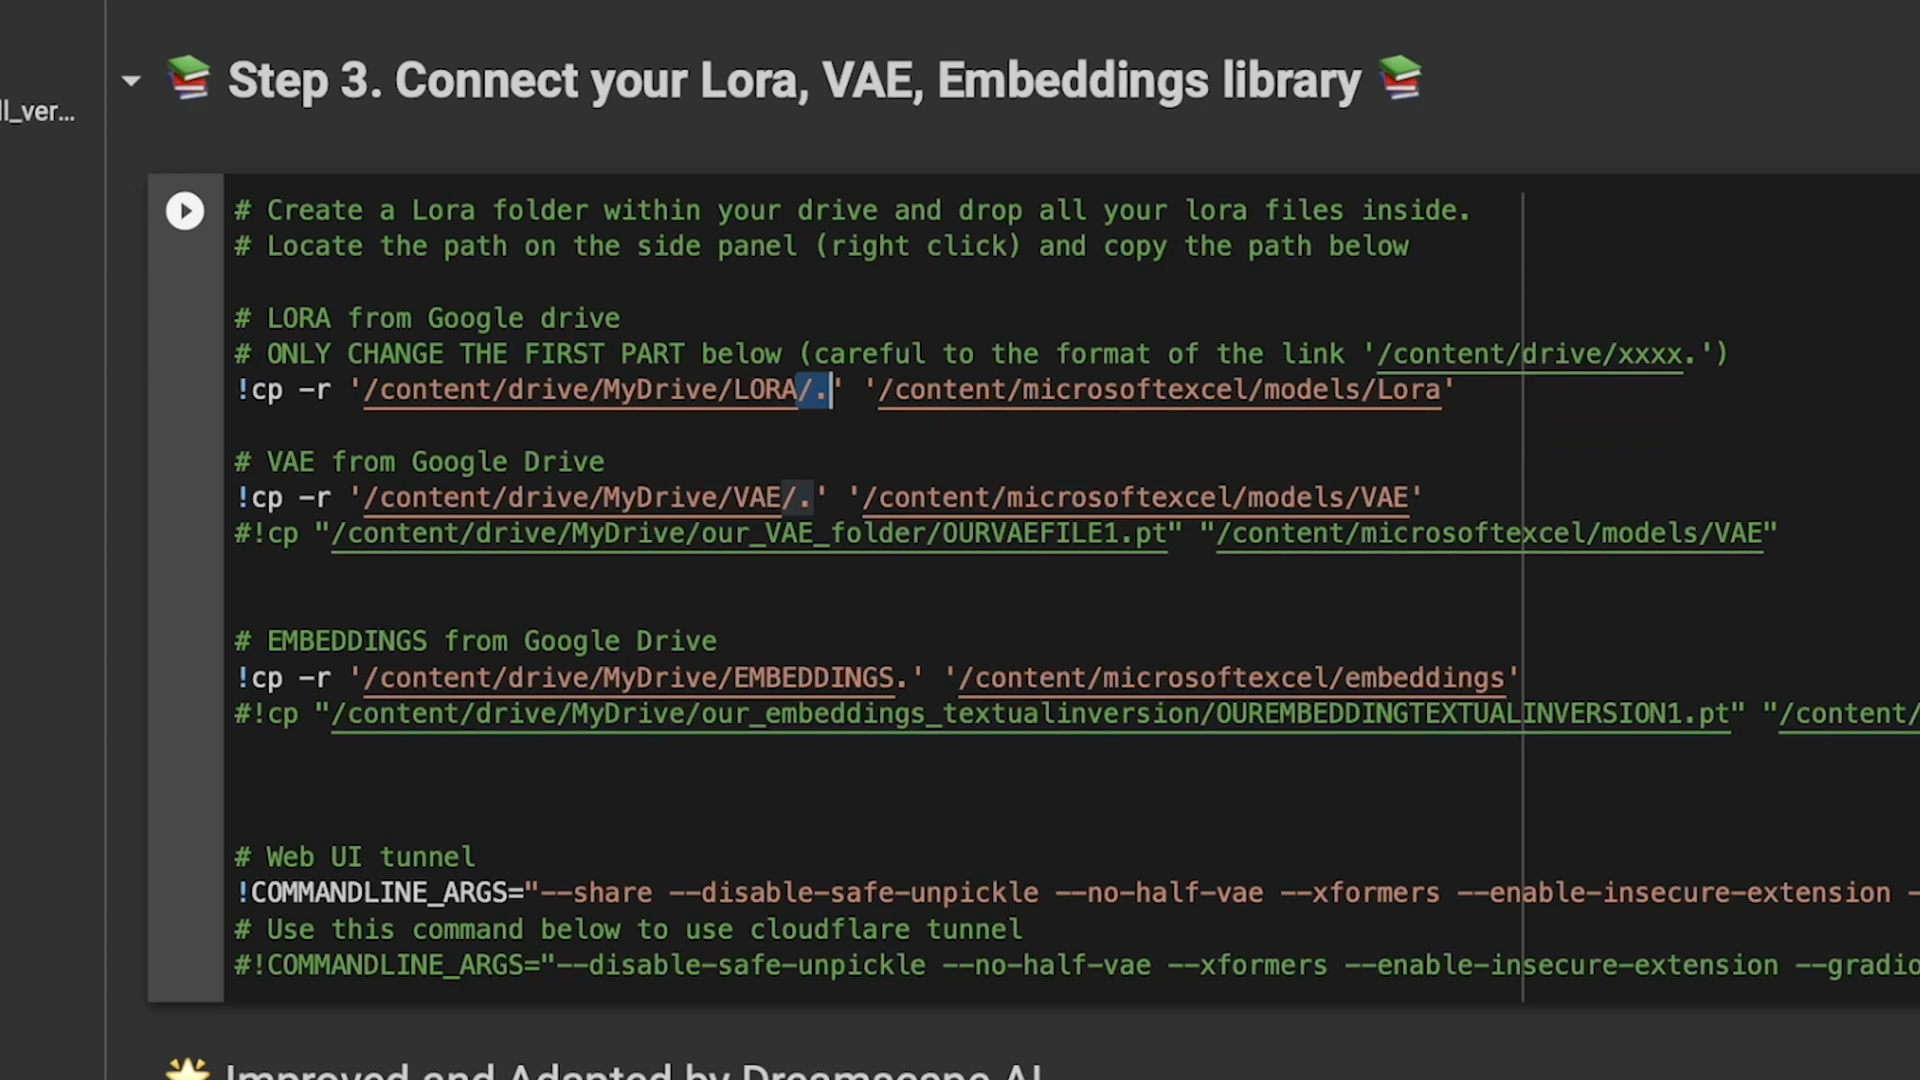 ll_ver...
Step 3. Connect your Lora, VAE, Embeddings library
# Create a Lora folder within your drive and drop all your lora files inside.
# Locate the path on the side panel (right click) and copy the path below
# LORA from Google drive
# ONLY CHANGE THE FIRST PART below (careful to the format of the link '/content/drive/xxxx.')
!cp -r '/content/drive/MyDrive/LORA/.' '/content/microsoftexcel/models/Lora'
# VAE from Google Drive
!cp -r '/content/drive/MyDrive/VAE/.' '/content/microsoftexcel/models/VAE'
#!cp "/content/drive/MyDrive/our_VAE_folder/OURVAEFILE1.pt" "/content/microsoftexcel/models/VAE"
# EMBEDDINGS from Google Drive
!cp -r '/content/drive/MyDrive/EMBEDDINGS.' '/content/microsoftexcel/embeddings'
#!cp "/content/drive/MyDrive/our_embeddings_textualinversion/OUREMBEDDINGTEXTUALINVERSION1.pt" "/content/
# Web UI tunnel
!COMMANDLINE_ARGS="--share --disable-safe-unpickle --no-half-vae --xformers --enable-insecure-extension -
# Use this command below to use cloudflare tunnel
#!COMMANDLINE_ARGS="--disable-safe-unpickle --no-half-vae --xformers --enable-insecure-extension --gradio
Improved and Adapted by Dreamscape AI